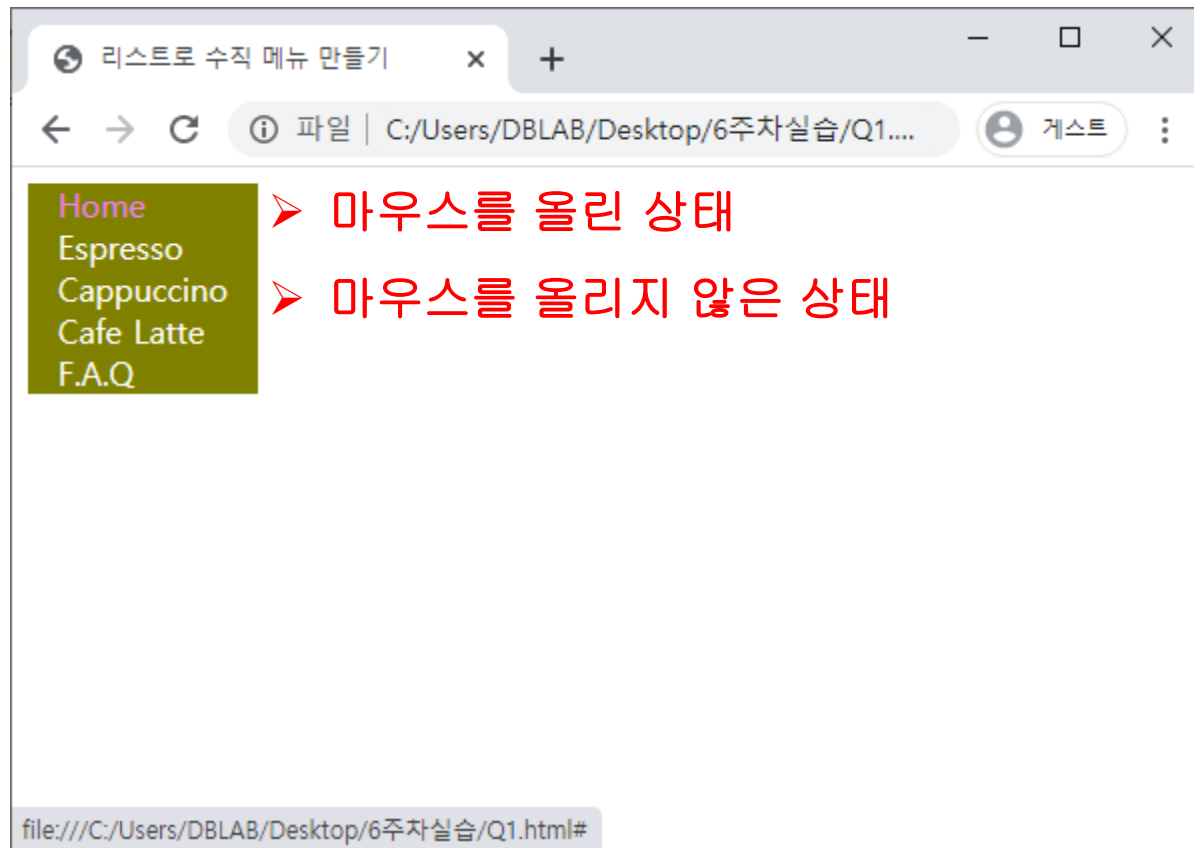 리스트로 수직 메뉴 만들기
파일 | C:/Users/DBLAB/Desktop/6주차실습/Q1....
게스트
Home
➢ 마우스를 올린 상태
Espresso
Cappuccino
➢ 마우스를 올리지 않은 상태
Cafe Latte
F.A.Q
file:///C:/Users/DBLAB/Desktop/6주차실습/Q1.html#